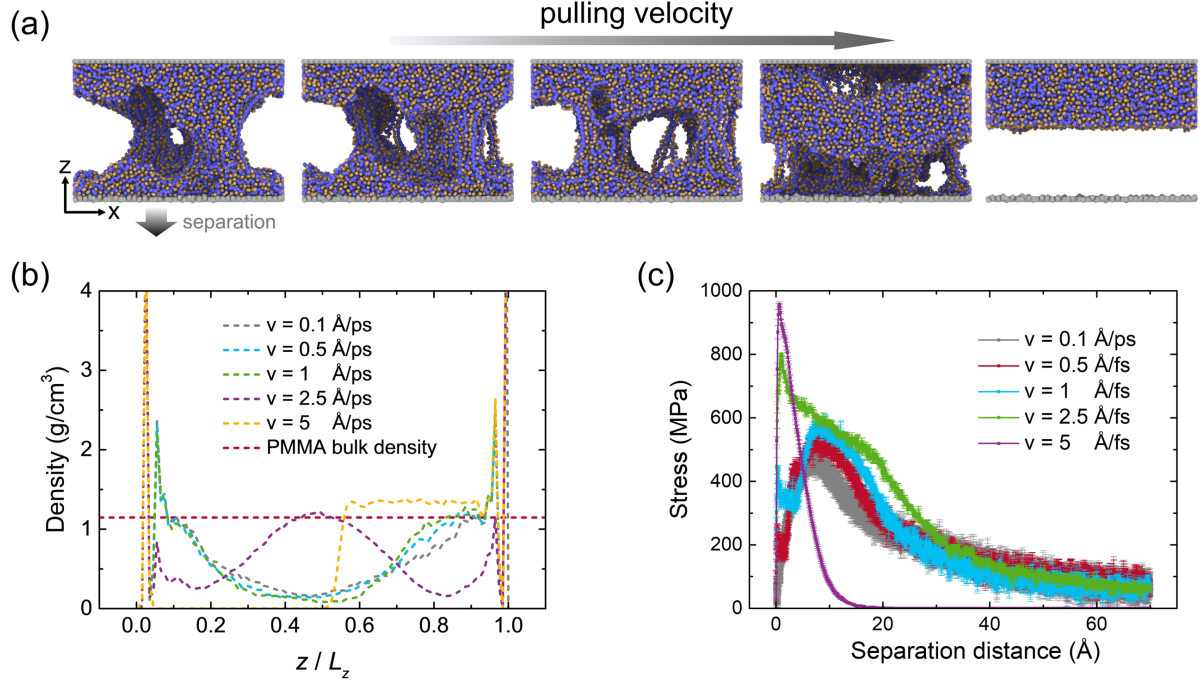 (a)
pulling velocity
z
x
separation
(b)
Density (g/cm³)
4
3
2
1
0
v = 0.1 Å/ps
v = 0.5 Å/ps
v = 1 Å/ps
v = 2.5 Å/ps
v = 5 Å/ps
PMMA bulk density
0.0 0.2 0.4 0.6 0.8 1.0
z / Lz
(c)
Stress (MPa)
1000
800
600
400
200
0
v = 0.1 Å/ps
v = 0.5 Å/fs
v = 1 Å/fs
v = 2.5 Å/fs
v = 5 Å/fs
0 20 40 60
Separation distance (Å)